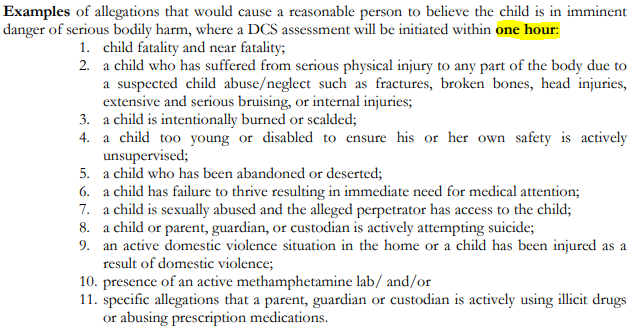 Examples of allegations that would cause a reasonable person to believe the child is in imminent
danger of serious bodily harm, where a DCS assessment will be initiated within one hour:
1. child fatality and near fatality;
2. a child who has suffered from serious physical injury to any part of the body due to
a suspected child abuse/neglect such as fractures, broken bones, head injuries,
extensive and serious bruising, or internal injuries;
3. a child is intentionally burned or scalded;
4. a child too young or disabled to ensure his or her own safety is actively
unsupervised;
5. a child who has been abandoned or deserted;
6. a child has failure to thrive resulting in immediate need for medical attention;
7. a child is sexually abused and the alleged perpetrator has access to the child;
8. a child or parent, guardian, or custodian is actively attempting suicide;
9. an active domestic violence situation in the home or a child has been injured as a
result of domestic violence;
10. presence of an active methamphetamine lab/ and/or
11. specific allegations that a parent, guardian or custodian is actively using illicit drugs
or abusing prescription medications.